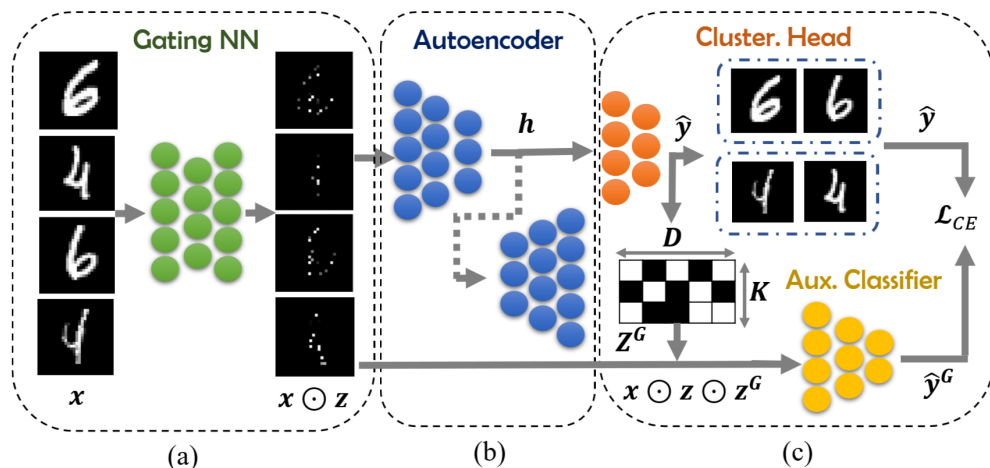 Gating NN
Autoencoder
Cluster. Head
h
ŷ
ŷ
D
K
Z^G
ℒ_CE
Aux. Classifier
x
x ⊙ z
x ⊙ z ⊙ z^G
ŷ^G
(a)
(b)
(c)